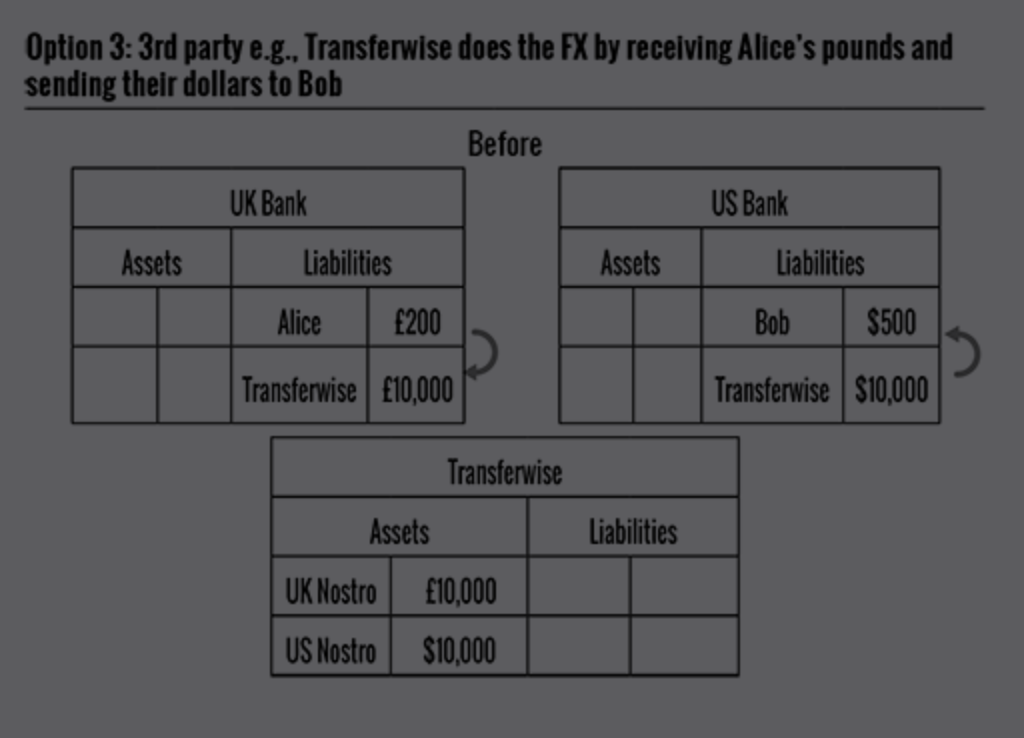 Option 3: 3rd party e.g., Transferwise does the FX by receiving Alice's pounds and
sending their dollars to Bob
Before
UK Bank
Assets Liabilities
Alice £200
Transferwise £10,000
US Bank
Assets Liabilities
Bob $500
Transferwise $10,000
Transferwise
Assets Liabilities
UK Nostro £10,000
US Nostro $10,000